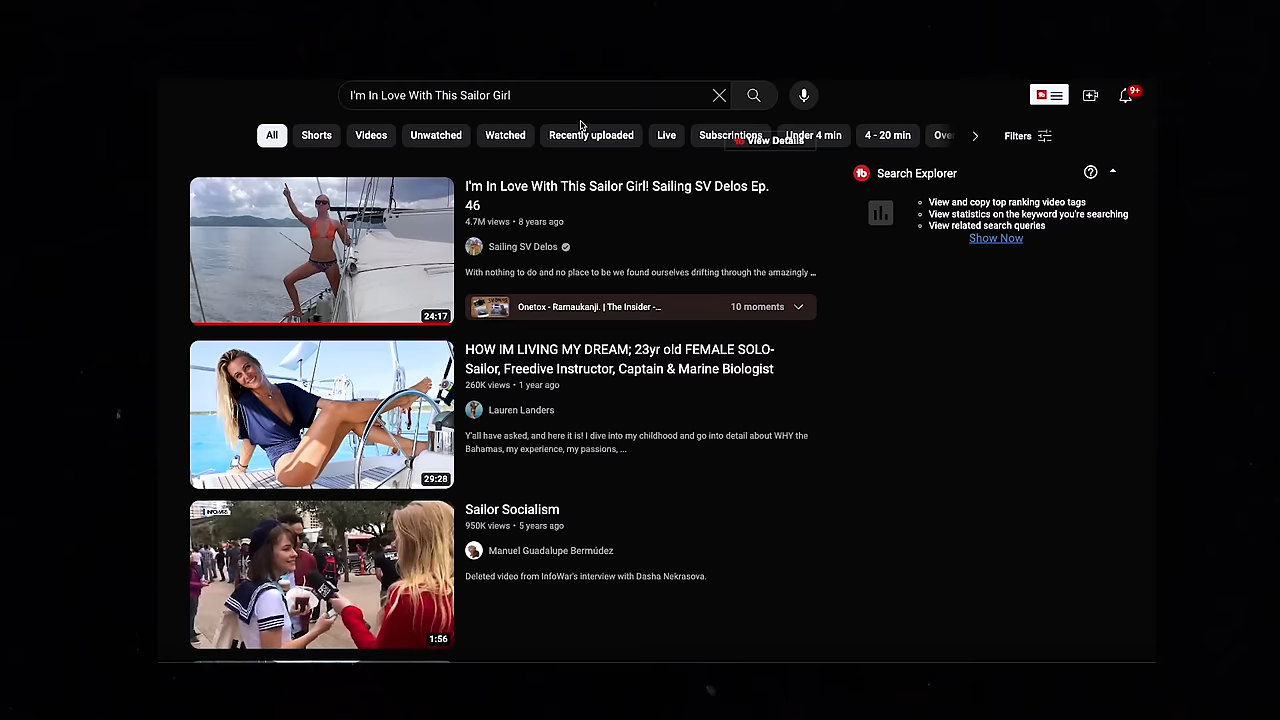 I'm In Love With This Sailor Girl
9+
All
Shorts
Videos
Unwatched
Watched
Recently uploaded
Live
Subscriptions
Under 4 min
4 - 20 min
Ove
Filters
View Details
I'm In Love With This Sailor Girl! Sailing SV Delos Ep.
46
4.7M views • 8 years ago
Sailing SV Delos
With nothing to do and no place to be we found ourselves drifting through the amazingly ...
Onetox - Ramaukanji. | The Insider -...
10 moments
24:17
Search Explorer
View and copy top ranking video tags
View statistics on the keyword you're searching
View related search queries
Show Now
HOW IM LIVING MY DREAM; 23yr old FEMALE SOLO-
Sailor, Freedive Instructor, Captain & Marine Biologist
260K views • 1 year ago
Lauren Landers
Y'all have asked, and here it is! I dive into my childhood and go into detail about WHY the
Bahamas, my experience, my passions, ...
29:28
INFOWARS
Sailor Socialism
950K views • 5 years ago
Manuel Guadalupe Bermúdez
Deleted video from InfoWar's interview with Dasha Nekrasova.
1:56